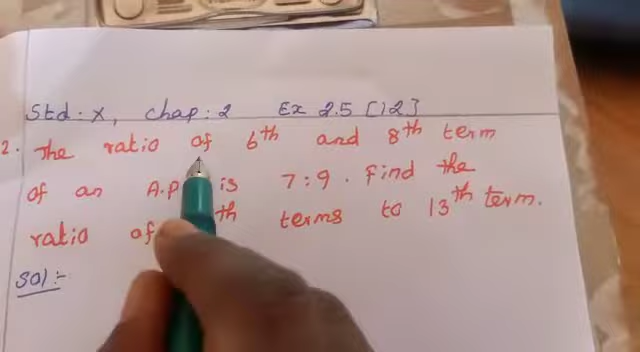 Std: X, Chap: 2 Ex 2.5 [12]
2. The ratio of 6th and 8th term
of an A.P is 7:9. Find the
ratio of th terms to 13th term.
Sol:-